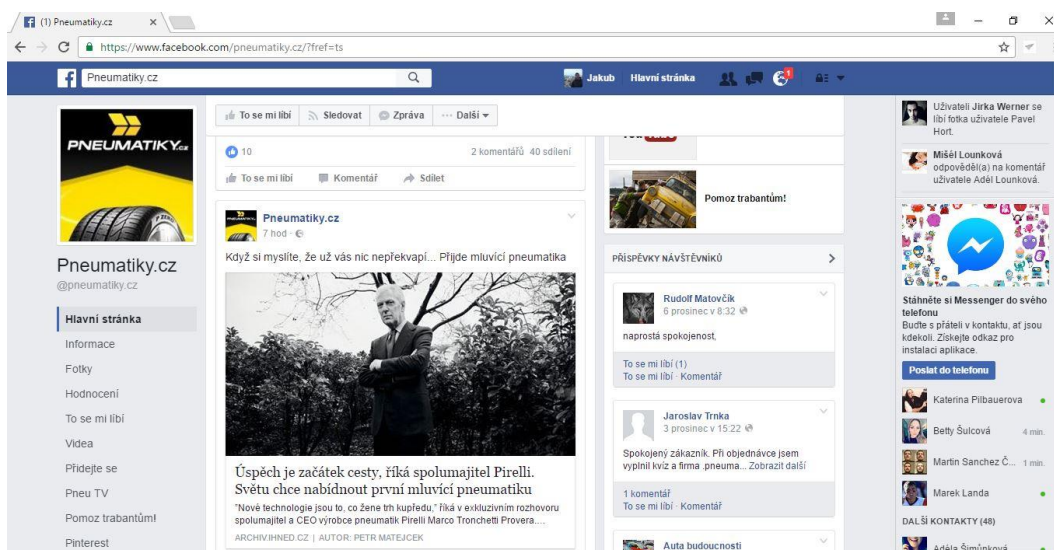 (1) Pneumatiky.cz
https://www.facebook.com/pneumatiky.cz/?fref=ts
Pneumatiky.cz
Jakub
Hlavní stránka
1
PNEUMATIKY.cz
P ZERO
Pneumatiky.cz
@pneumatiky.cz
Hlavní stránka
Informace
Fotky
Hodnocení
To se mi líbí
Videa
Přidejte se
Pneu TV
Pomoz trabantům!
Pinterest
To se mi líbí
Sledovat
Zpráva
Další
10
2 komentářů 40 sdílení
To se mi líbí
Komentář
Sdílet
Pneumatiky.cz
7 hod
Když si myslíte, že už vás nic nepřekvapí... Přijde mluvící pneumatika
Úspěch je začátek cesty, říká spolumajitel Pirelli.
Světu chce nabídnout první mluvící pneumatiku
"Nové technologie jsou to, co žene trh kupředu," říká v exkluzivním rozhovoru
spolumajitel a CEO výrobce pneumatik Pirelli Marco Tronchetti Provera....
ARCHIV.IHNED.CZ | AUTOR: PETR MATEJCEK
Pomoz trabantům!
PŘÍSPĚVKY NÁVŠTĚVNÍKŮ
Rudolf Matovčík
6 prosinec v 8:32
naprostá spokojenost,
To se mi líbí (1)
To se mi líbí · Komentář
Jaroslav Trnka
3 prosinec v 15:22
Spokojený zákazník. Při objednávce jsem
vyplnil kvíz a firma .pneuma... Zobrazit další
1 komentář
To se mi líbí · Komentář
Auta budoucnosti
Uživateli Jirka Werner se
líbí fotka uživatele Pavel
Hort.
Mišél Lounková
odpověděl(a) na komentář
uživatele Adél Lounková.
Stáhněte si Messenger do svého
telefonu
Buďte s přáteli v kontaktu, ať jsou
kdekoli. Získejte odkaz pro
instalaci aplikace.
Poslat do telefonu
Katerina Pilbauerova
Betty Šulcová
4 min.
Martin Sanchez Č...
1 min.
Marek Landa
DALŠÍ KONTAKTY (48)
Adéla Šimůnková